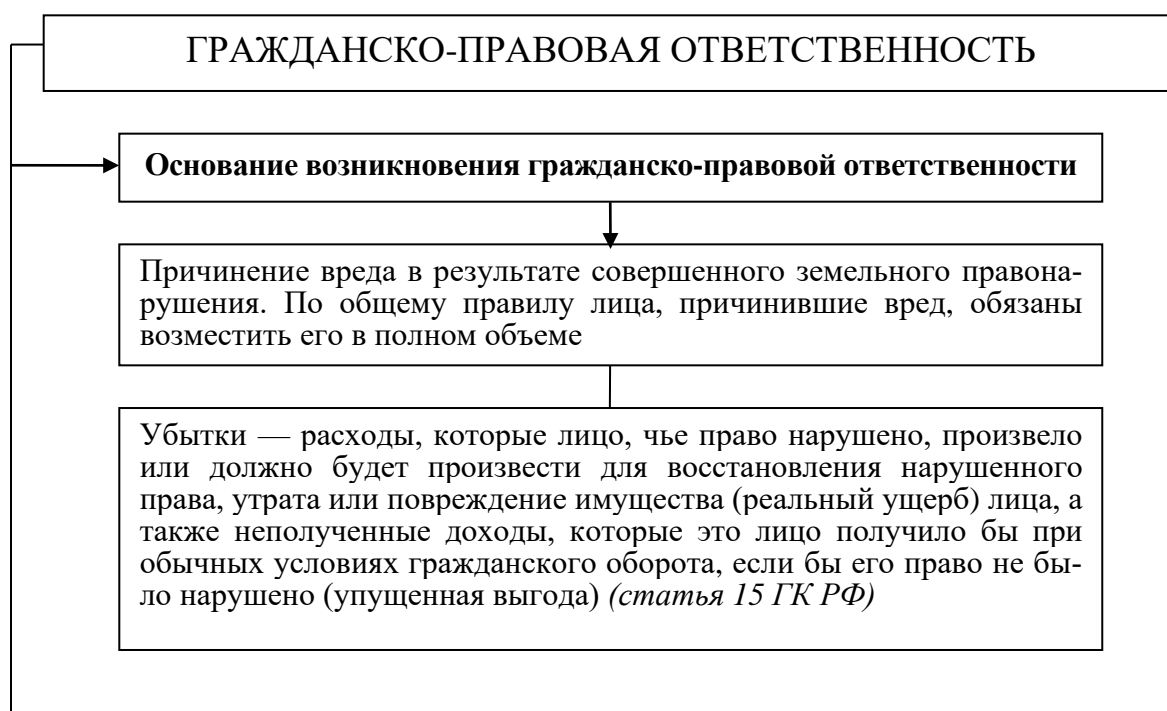 ГРАЖДАНСКО-ПРАВОВАЯ ОТВЕТСТВЕННОСТЬ
Основание возникновения гражданско-правовой ответственности
Причинение вреда в результате совершенного земельного правона-
рушения. По общему правилу лица, причинившие вред, обязаны
возместить его в полном объеме
Убытки — расходы, которые лицо, чье право нарушено, произвело
или должно будет произвести для восстановления нарушенного
права, утрата или повреждение имущества (реальный ущерб) лица, а
также неполученные доходы, которые это лицо получило бы при
обычных условиях гражданского оборота, если бы его право не бы-
ло нарушено (упущенная выгода) (статья 15 ГК РФ)